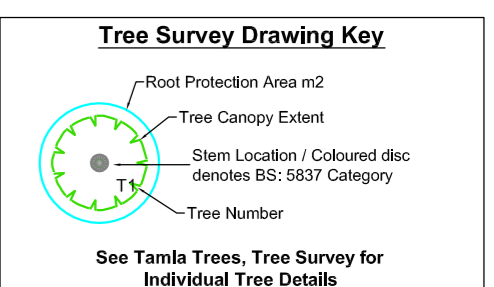 Tree Survey Drawing Key
Root Protection Area m2
Tree Canopy Extent
Stem Location / Coloured disc
denotes BS: 5837 Category
T1
Tree Number
See Tamla Trees, Tree Survey for
Individual Tree Details